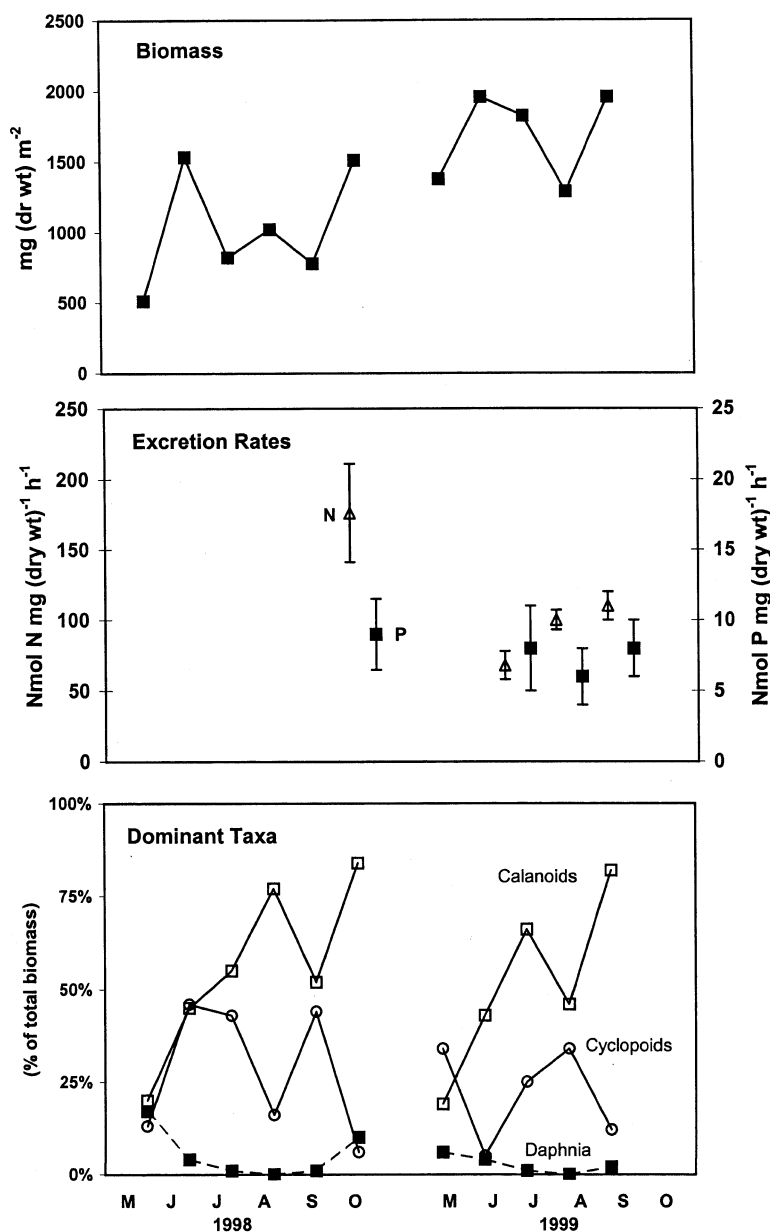 Biomass
mg (dr wt) m-2
2500
2000
1500
1000
500
0
Excretion Rates
Nmol N mg (dry wt)-1 h-1
250
200
150
100
50
0
N
P
25
20
15
10
5
0
Nmol P mg (dry wt)-1 h-1
Dominant Taxa
(% of total biomass)
100%
75%
50%
25%
0%
Calanoids
Cyclopoids
Daphnia
M J J A S O M J J A S O
1998 1999